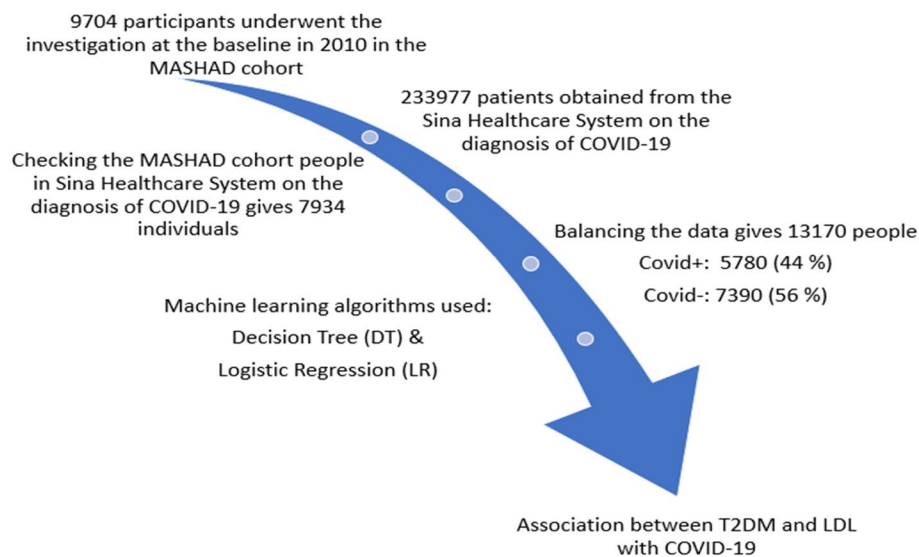 9704 participants underwent the
investigation at the baseline in 2010 in the
MASHAD cohort
233977 patients obtained from the
Sina Healthcare System on the
diagnosis of COVID-19
Checking the MASHAD cohort people
in Sina Healthcare System on the
diagnosis of COVID-19 gives 7934
individuals
Balancing the data gives 13170 people
Covid+: 5780 (44 %)
Covid-: 7390 (56 %)
Machine learning algorithms used:
Decision Tree (DT) &
Logistic Regression (LR)
Association between T2DM and LDL
with COVID-19